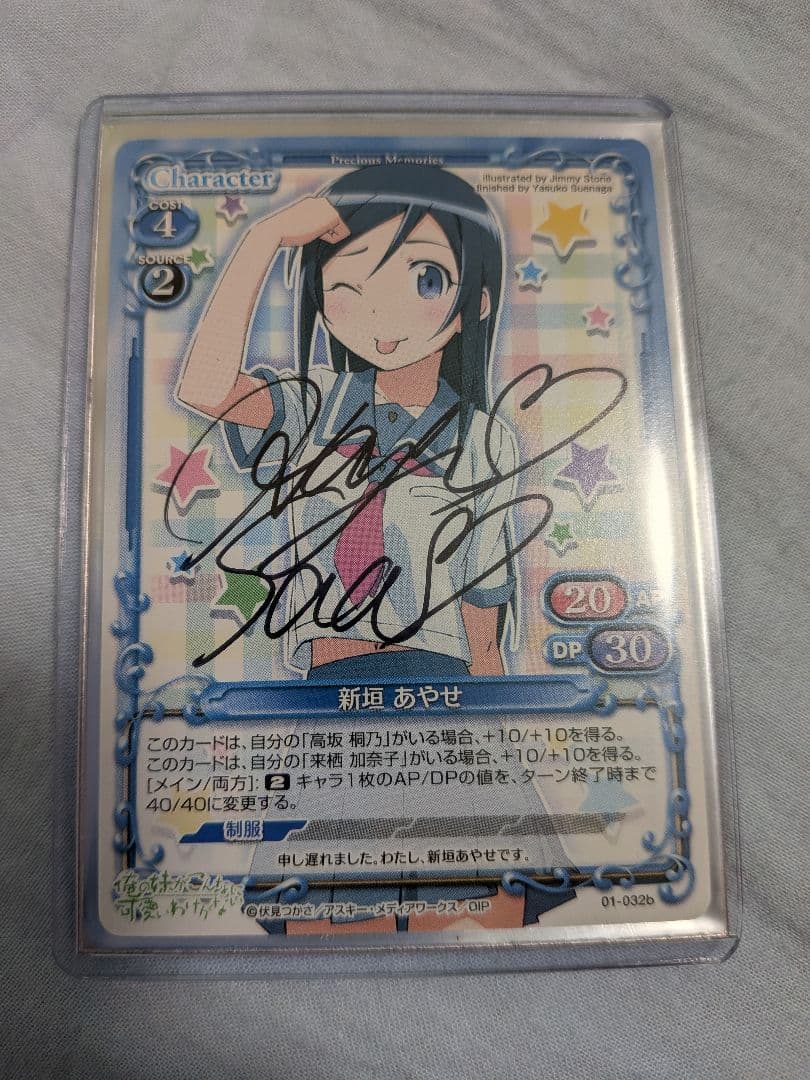 Precious Memories
Character
illustrated by Jimmy Stone
finished by Yasuko Suenaga
COST
4
SOURCE
2
20 AP
DP 30
新垣 あやせ
このカードは、自分の「高坂 桐乃」がいる場合、+10/+10を得る。
このカードは、自分の「来栖 加奈子」がいる場合、+10/+10を得る。
[メイン/両方]: 2 キャラ1枚のAP/DPの値を、ターン終了時まで
40/40に変更する。
制服
申し遅れました。わたし、新垣あやせです。
俺の妹がこんなに
可愛いわけがない
©伏見つかさ/アスキー・メディアワークス/OIP
01-032b